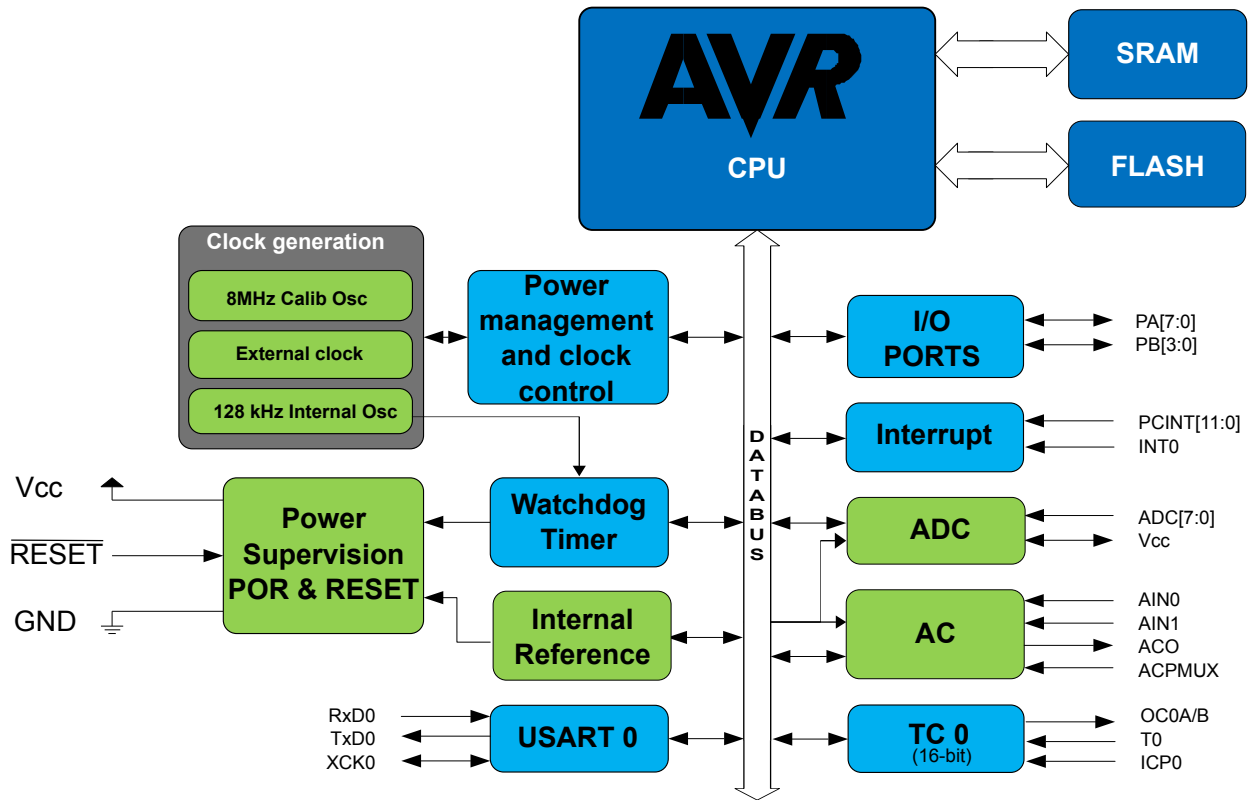 AVR
CPU
SRAM
FLASH
Clock generation
8MHz Calib Osc
External clock
128 kHz Internal Osc
Power
management
and clock
control
I/O
PORTS
PA[7:0]
PB[3:0]
Interrupt
PCINT[11:0]
INT0
DATABUS
Vcc
RESET
GND
Power
Supervision
POR & RESET
Watchdog
Timer
Internal
Reference
ADC
ADC[7:0]
Vcc
AC
AIN0
AIN1
ACO
ACPMUX
RxD0
TxD0
XCK0
USART 0
TC 0
(16-bit)
OC0A/B
T0
ICP0